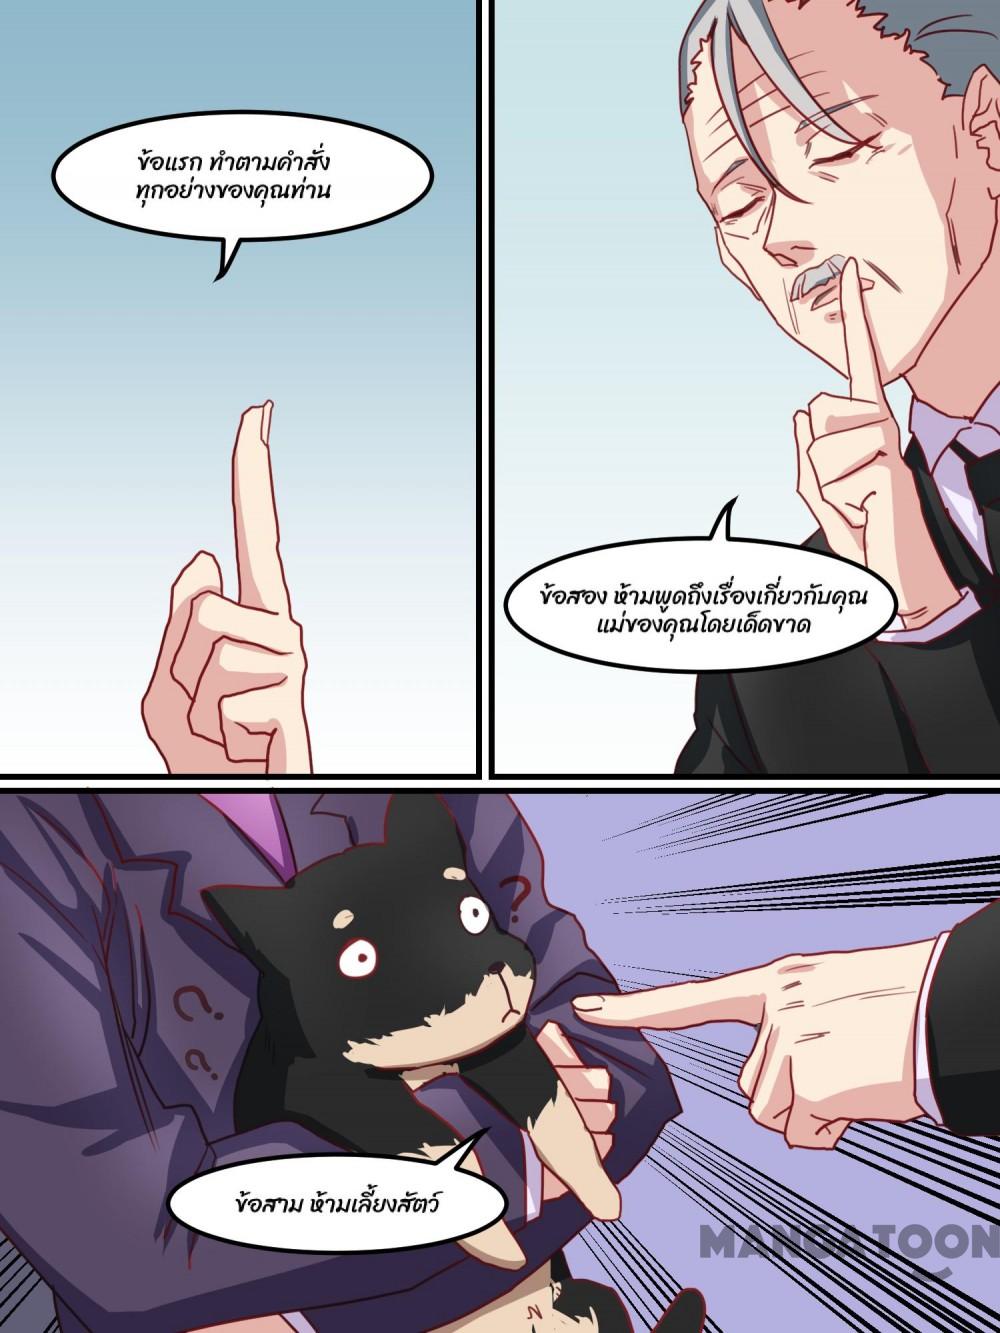 ข้อแรก ทำตามคำสั่ง
ทุกอย่างของคุณท่าน
ข้อสอง ห้ามพูดถึงเรื่องเกี่ยวกับคุณ
แม่ของคุณโดยเด็ดขาด
? ? ?
ข้อสาม ห้ามเลี้ยงสัตว์
MANGATOON